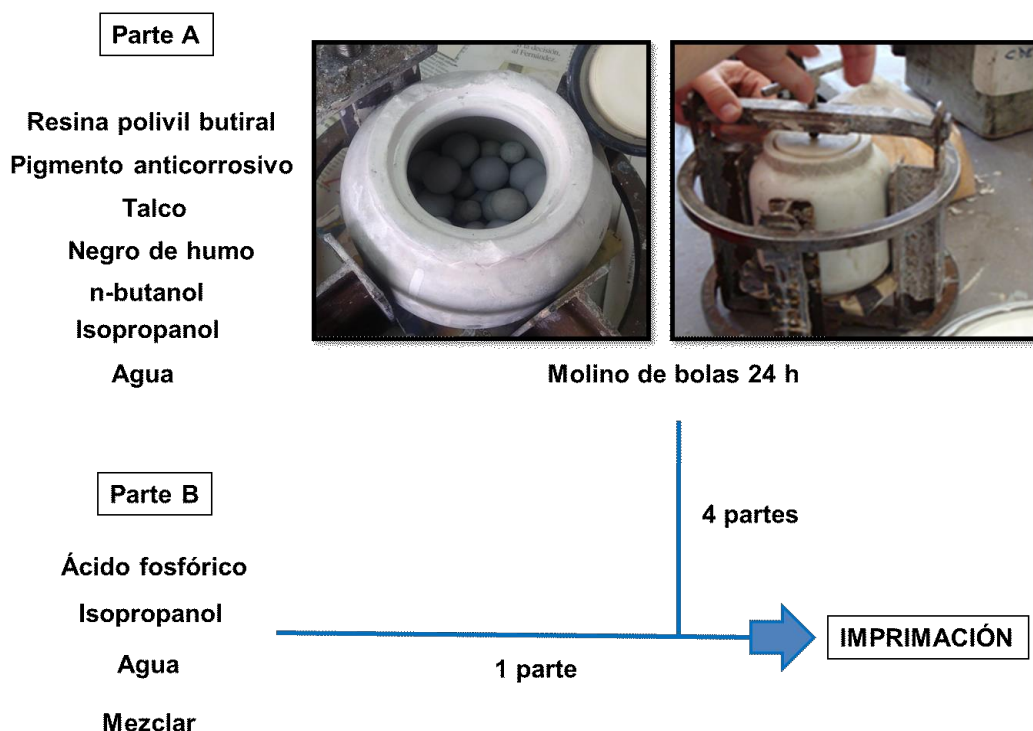 Parte A
Resina polivil butiral
Pigmento anticorrosivo
Talco
Negro de humo
n-butanol
Isopropanol
Agua
Molino de bolas 24 h
Parte B
4 partes
Ácido fosfórico
Isopropanol
IMPRIMACIÓN
Agua
1 parte
Mezclar